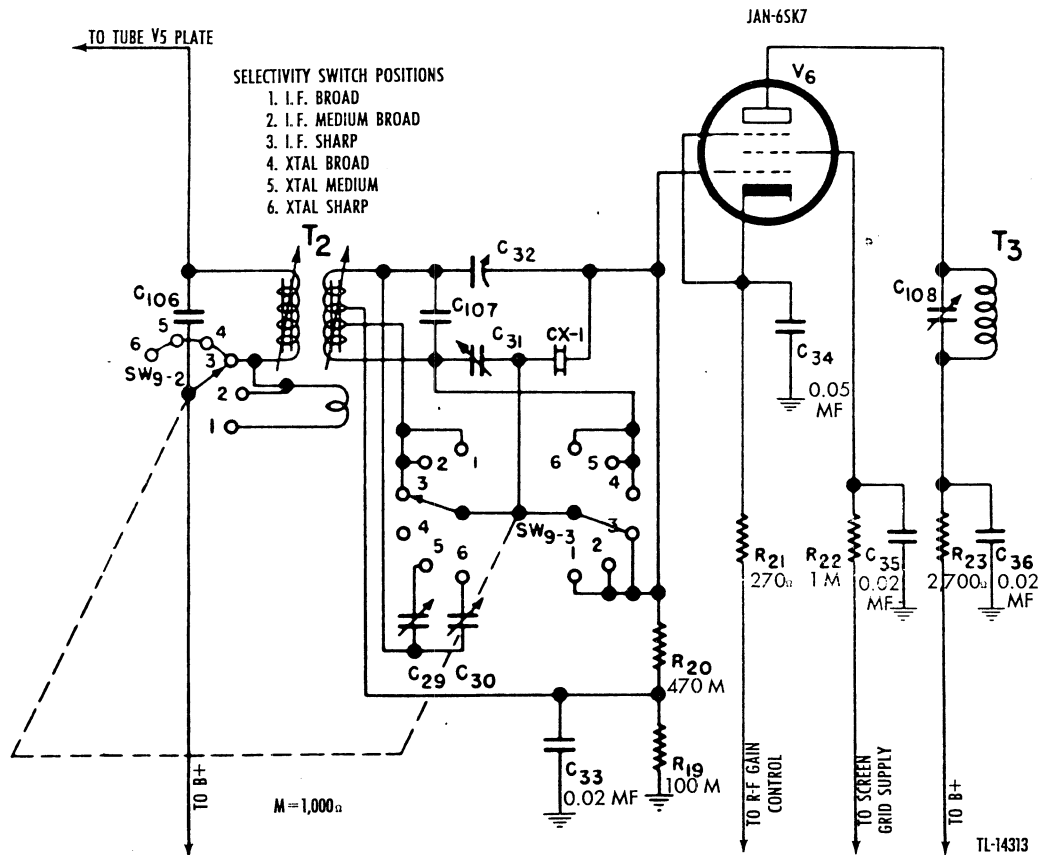 JAN-6SK7
TO TUBE V5 PLATE
V6
SELECTIVITY SWITCH POSITIONS
1. I.F. BROAD
2. I.F. MEDIUM BROAD
3. I.F. SHARP
4. XTAL BROAD
5. XTAL MEDIUM
6. XTAL SHARP
T2
C32
T3
C106
C107
C108
C31
CX-1
C34
0.05
MF
6
5
4
3
2
1
SW9-2
1
2
3
4
5
6
6
5
4
3
2
1
SW9-3
C29
C30
R21
270Ω
R22
1 M
C35
0.02
MF
R23
2,700Ω
C36
0.02
MF
R20
470 M
R19
100 M
C33
0.02 MF
M=1,000Ω
TO B+
TO R-F GAIN
CONTROL
TO SCREEN
GRID SUPPLY
TO B+
TL-14313